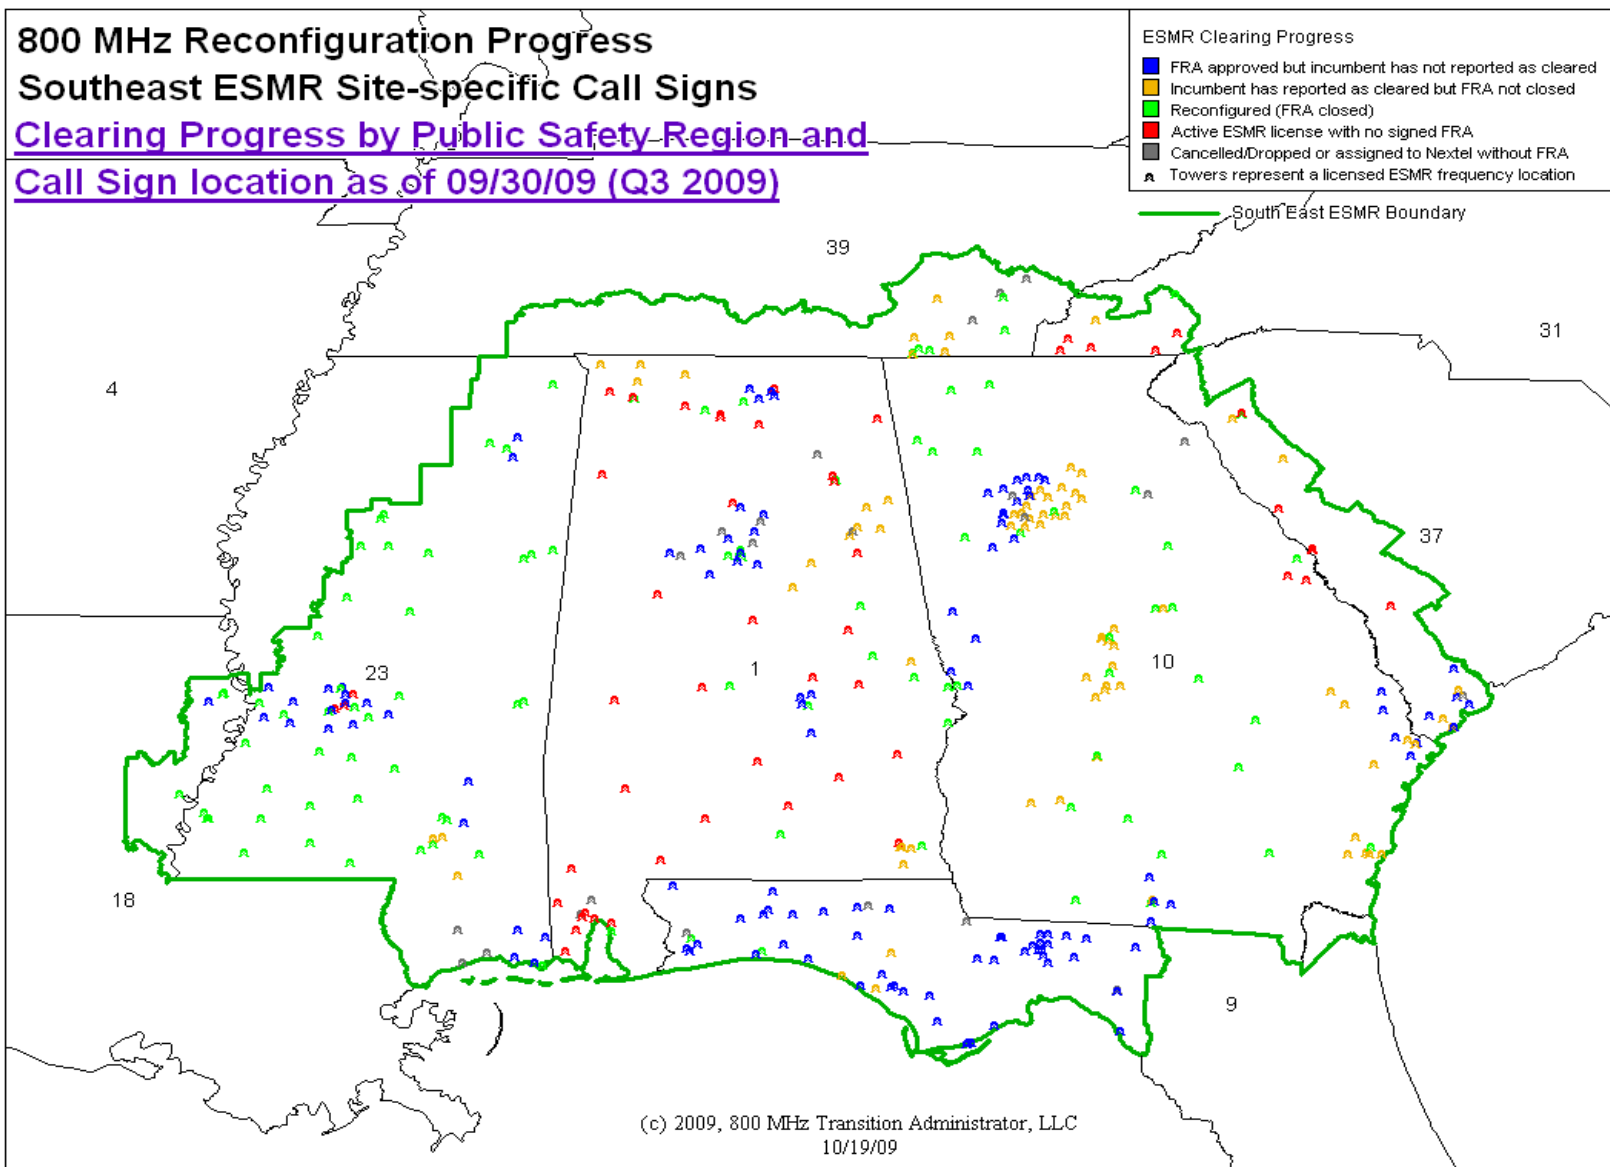 800 MHz Reconfiguration Progress
Southeast ESMR Site-specific Call Signs
Clearing Progress by Public Safety Region and
Call Sign location as of 09/30/09 (Q3 2009)
ESMR Clearing Progress
FRA approved but incumbent has not reported as cleared
Incumbent has reported as cleared but FRA not closed
Reconfigured (FRA closed)
Active ESMR license with no signed FRA
Cancelled/Dropped or assigned to Nextel without FRA
Towers represent a licensed ESMR frequency location
South East ESMR Boundary
39
31
4
37
23
1
10
18
9
(c) 2009, 800 MHz Transition Administrator, LLC
10/19/09